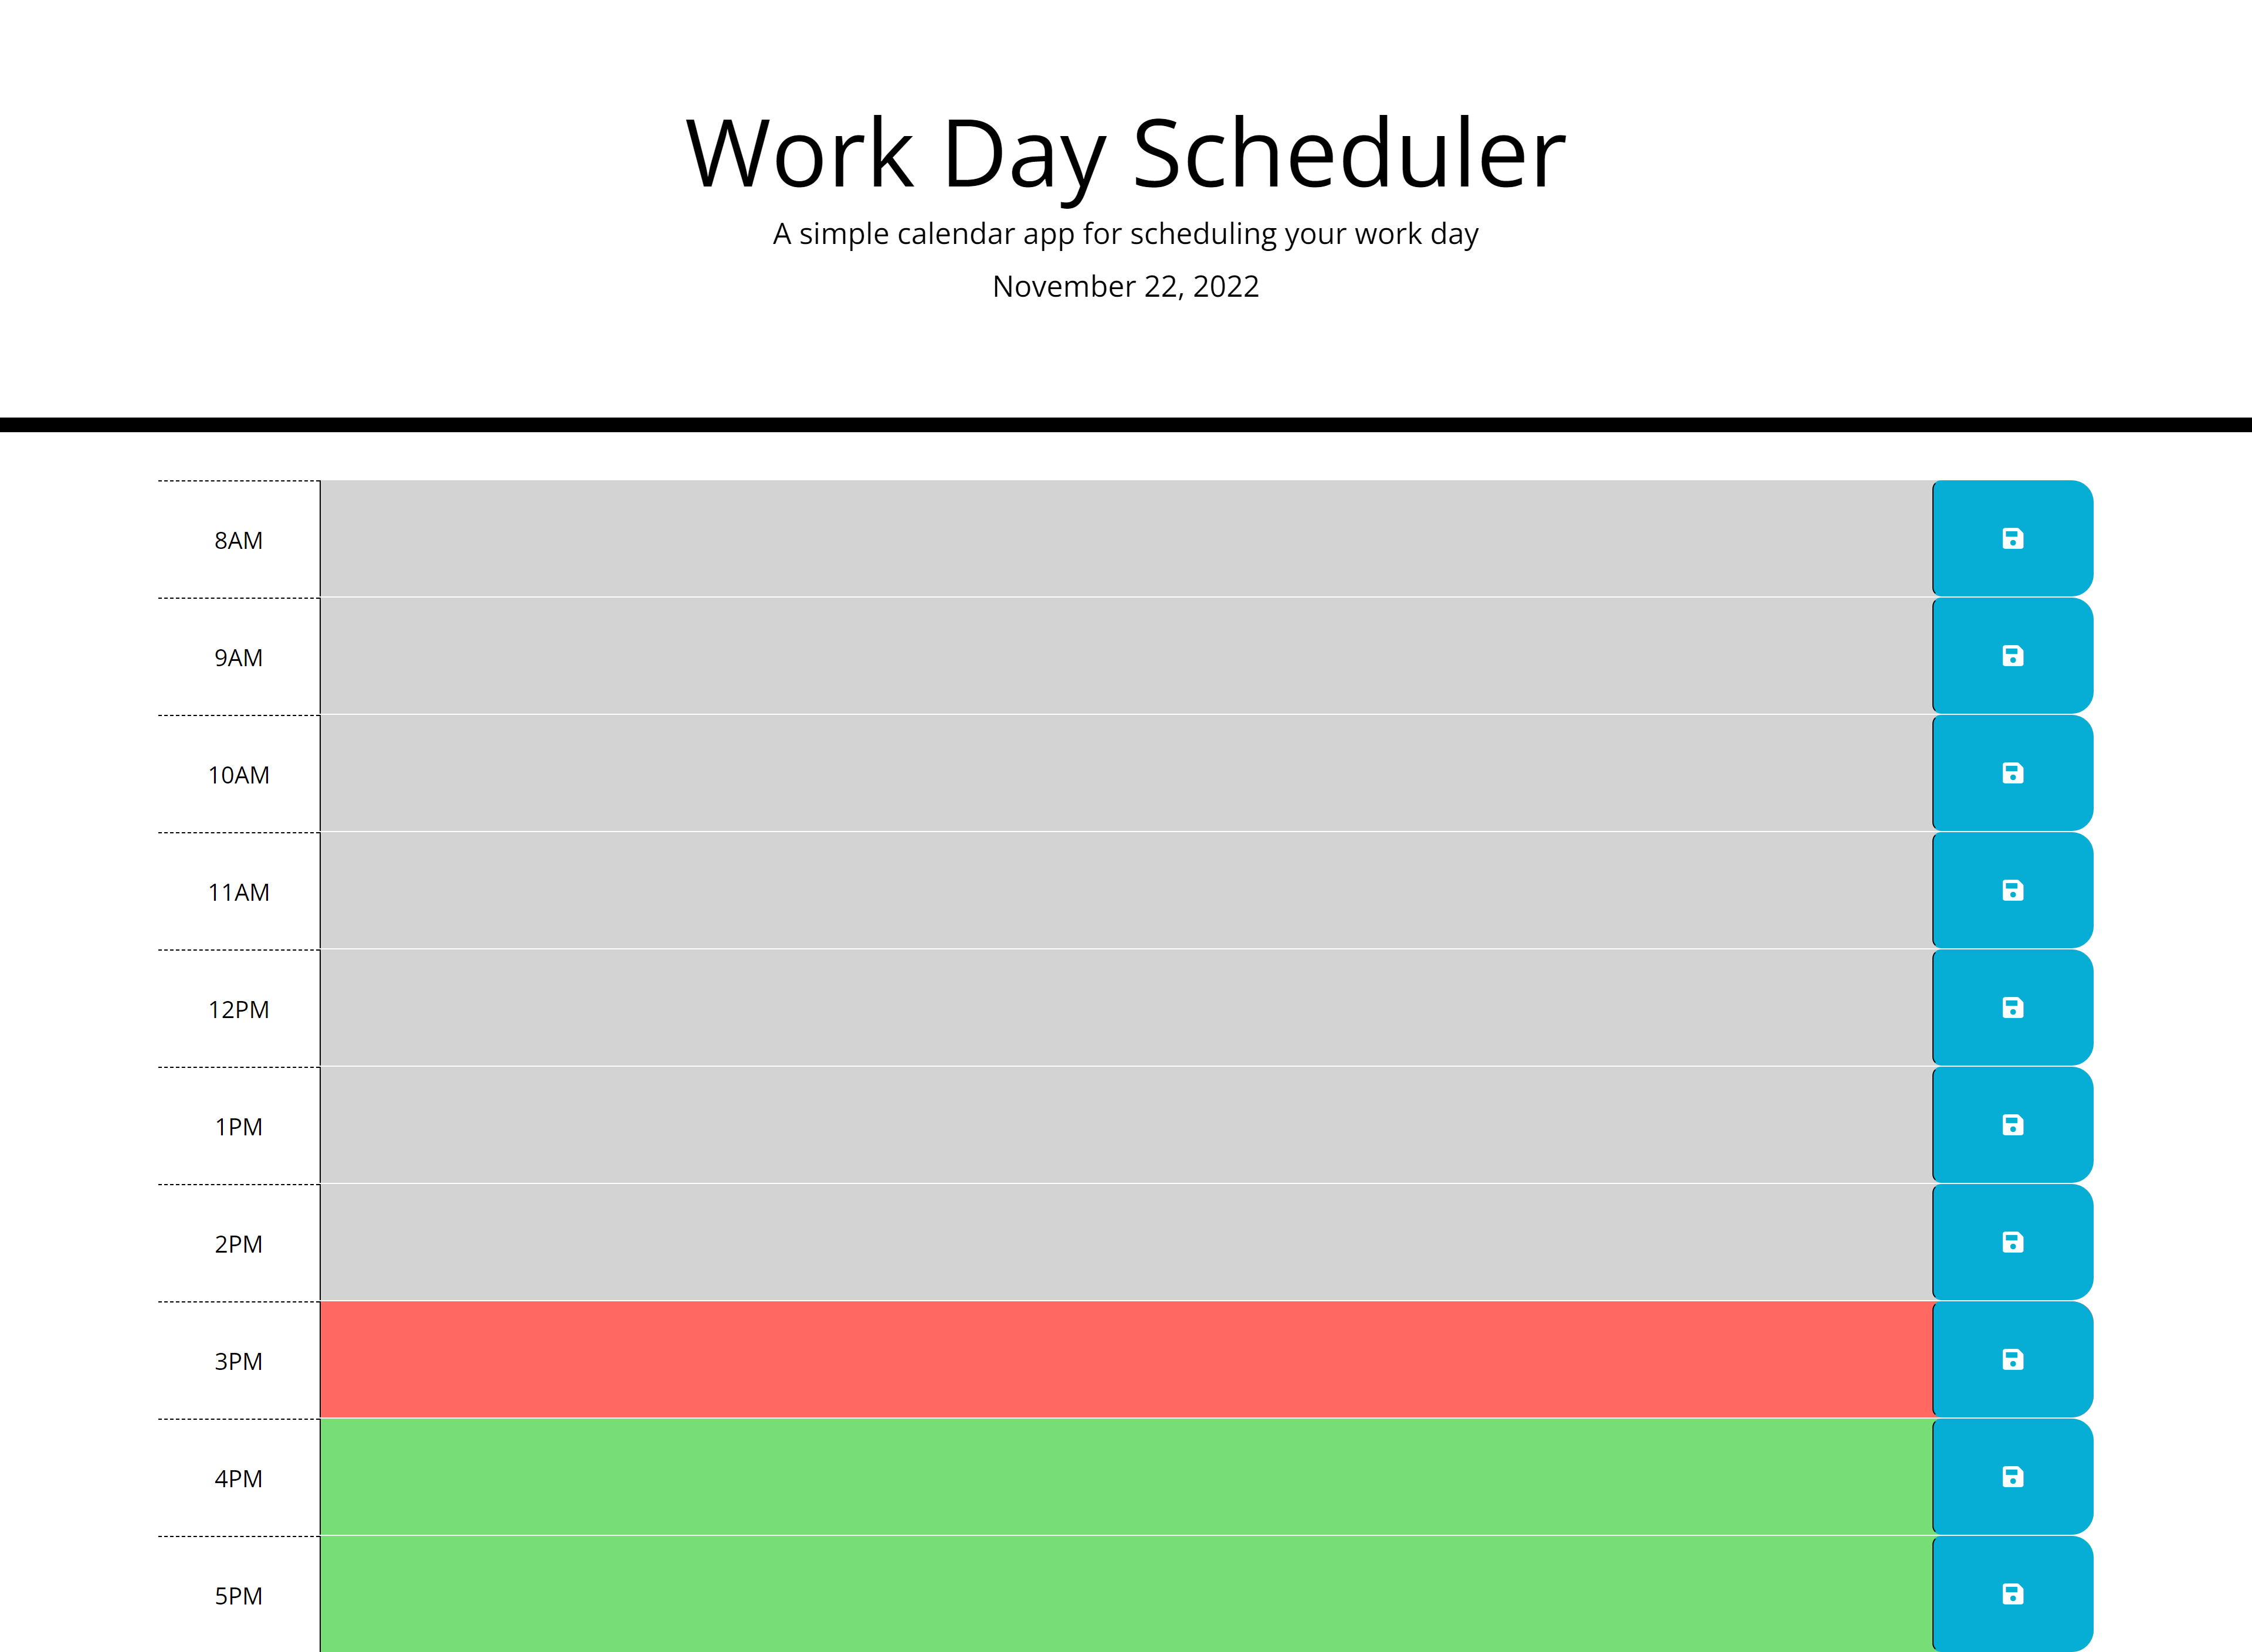 Work Day Scheduler
A simple calendar app for scheduling your work day
November 22, 2022
8AM
9AM
10AM
11AM
12PM
1PM
2PM
3PM
4PM
5PM